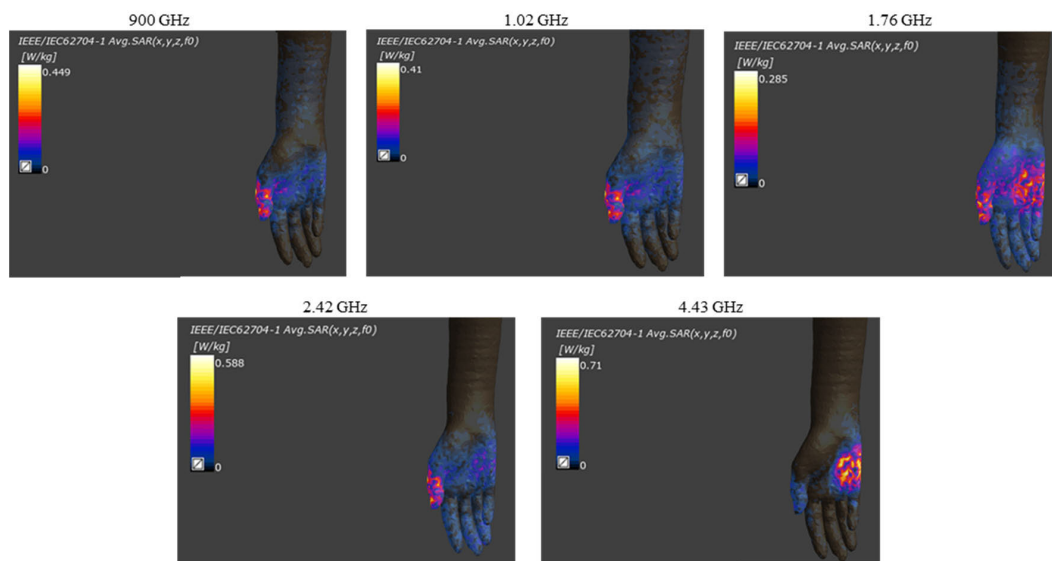 900 GHz
1.02 GHz
1.76 GHz
IEEE/IEC62704-1 Avg.SAR(x,y,z,f0)
[W/kg]
0.449
0
IEEE/IEC62704-1 Avg.SAR(x,y,z,f0)
[W/kg]
0.41
0
IEEE/IEC62704-1 Avg.SAR(x,y,z,f0)
[W/kg]
0.285
0
2.42 GHz
4.43 GHz
IEEE/IEC62704-1 Avg.SAR(x,y,z,f0)
[W/kg]
0.588
0
IEEE/IEC62704-1 Avg.SAR(x,y,z,f0)
[W/kg]
0.71
0